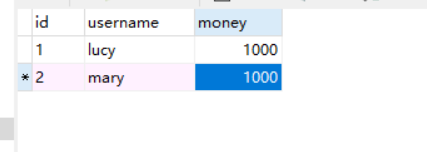 id username money
1 lucy 1000
* 2 mary 1000